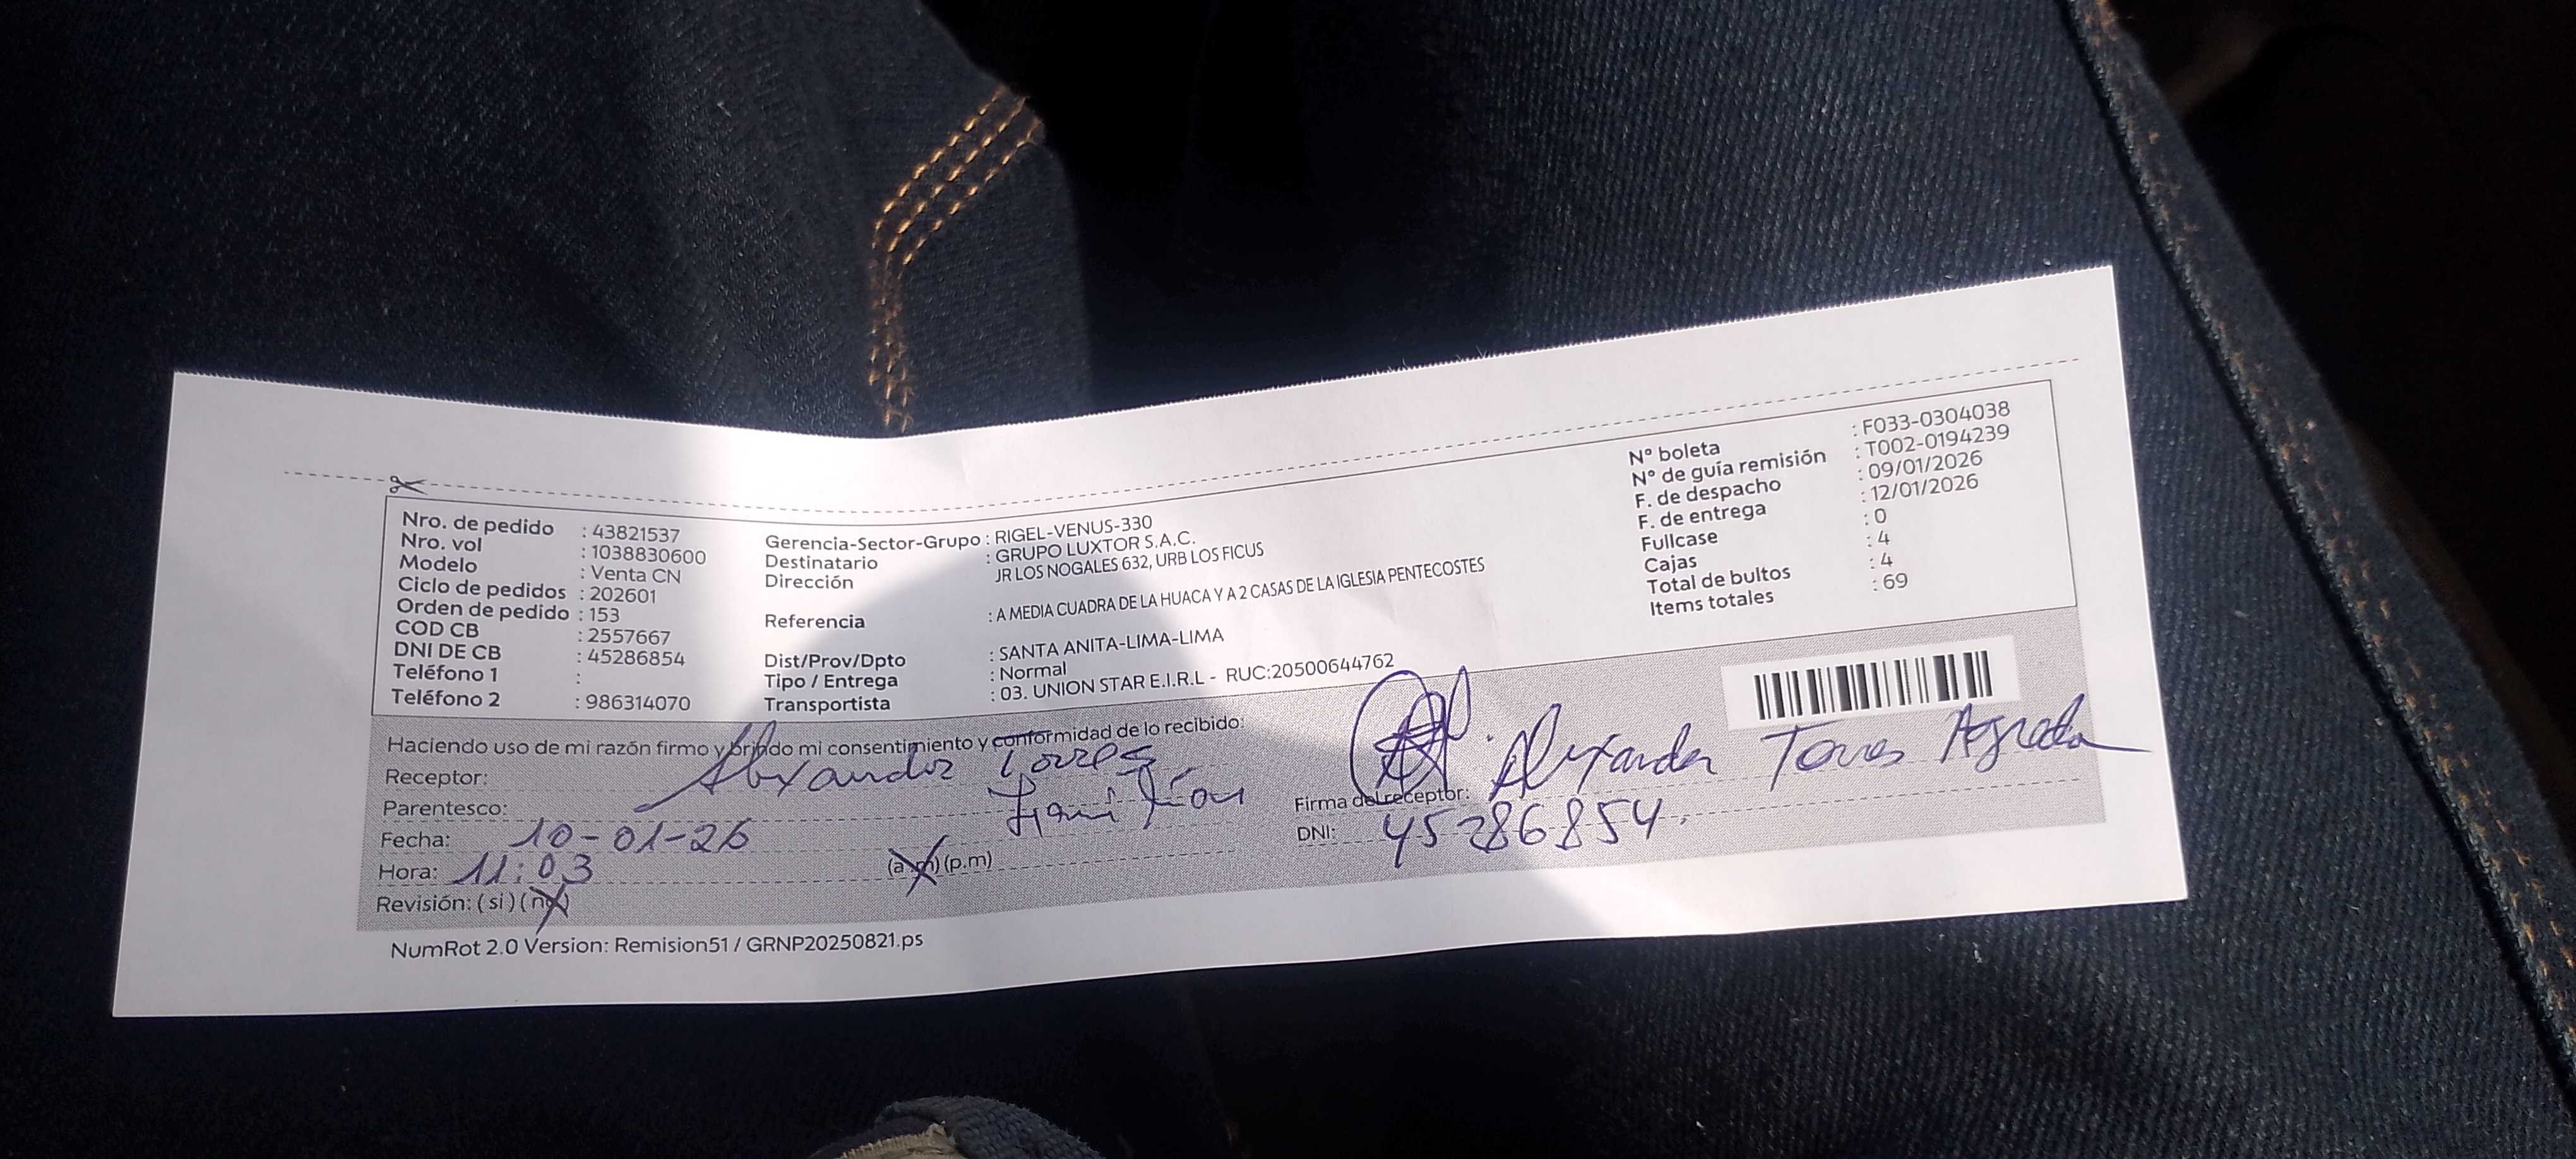 Nro. de pedido : 43821537
Nro. vol : 1038830600
Modelo : Venta CN
Ciclo de pedidos : 202601
Orden de pedido : 153
COD CB : 2557667
DNI DE CB : 45286854
Teléfono 1 :
Teléfono 2 : 986314070
Gerencia-Sector-Grupo : RIGEL-VENUS-330
Destinatario : GRUPO LUXTOR S.A.C.
Dirección JR LOS NOGALES 632, URB LOS FICUS
Referencia : A MEDIA CUADRA DE LA HUACA Y A 2 CASAS DE LA IGLESIA PENTECOSTES
Dist/Prov/Dpto : SANTA ANITA-LIMA-LIMA
Tipo / Entrega : Normal
Transportista : 03. UNION STAR E.I.R.L - RUC:20500644762
N° boleta : F033-0304038
N° de guía remisión : T002-0194239
F. de despacho : 09/01/2026
F. de entrega : 12/01/2026
Fullcase : 0
Cajas : 4
Total de bultos : 4
Items totales : 69
Haciendo uso de mi razón firmo y brindo mi consentimiento y conformidad de lo recibido:
Receptor: Alexander Torres
Parentesco:
Fecha: 10-01-26
Hora: 11:03 (a.m) (p.m)
Revisión: (si) (no)
Firma del receptor: Alexander Torres Agreda
DNI: 45286854.
NumRot 2.0 Version: Remision51 / GRNP20250821.ps